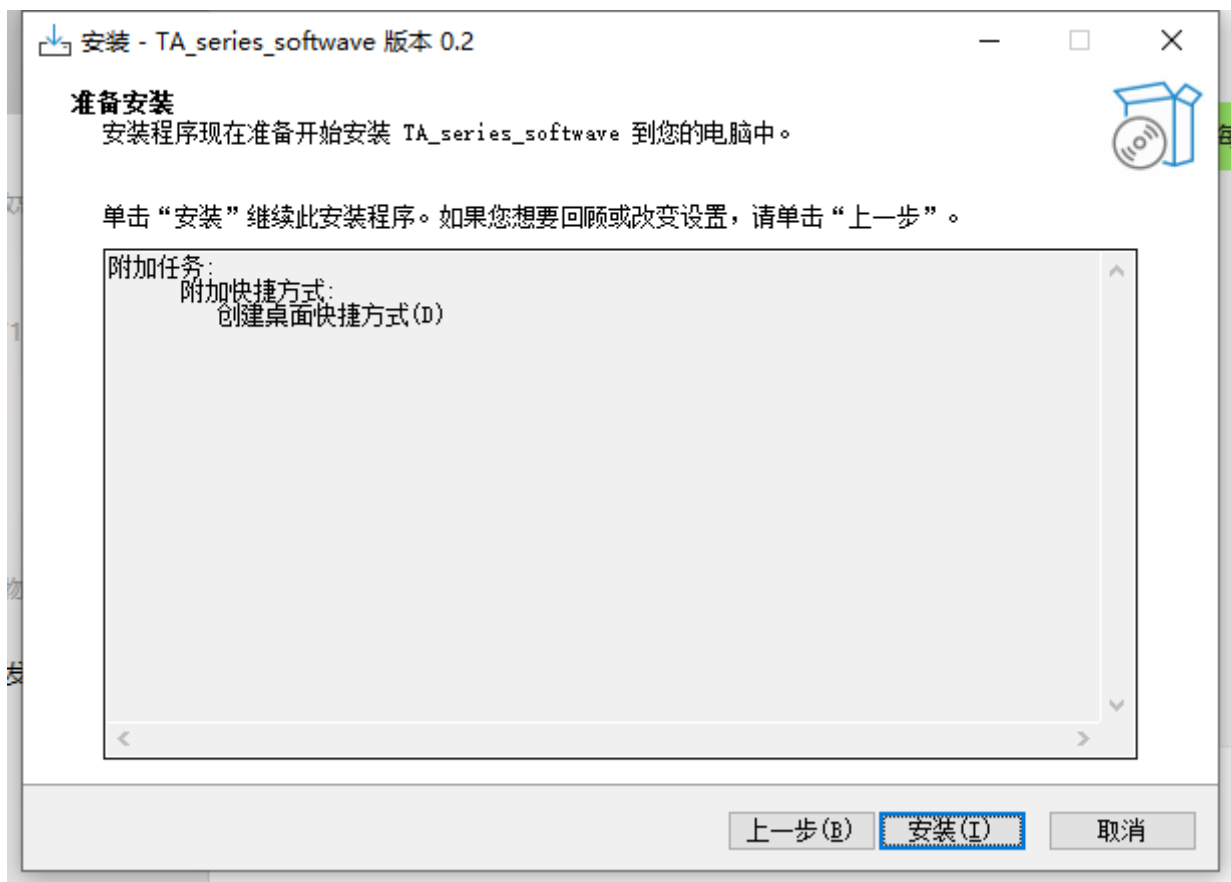 安装 - TA_series_softwave 版本 0.2
准备安装
安装程序现在准备开始安装 TA_series_softwave 到您的电脑中。
单击“安装”继续此安装程序。如果您想要回顾或改变设置，请单击“上一步”。
附加任务:
附加快捷方式:
创建桌面快捷方式(D)
上一步(B)
安装(I)
取消